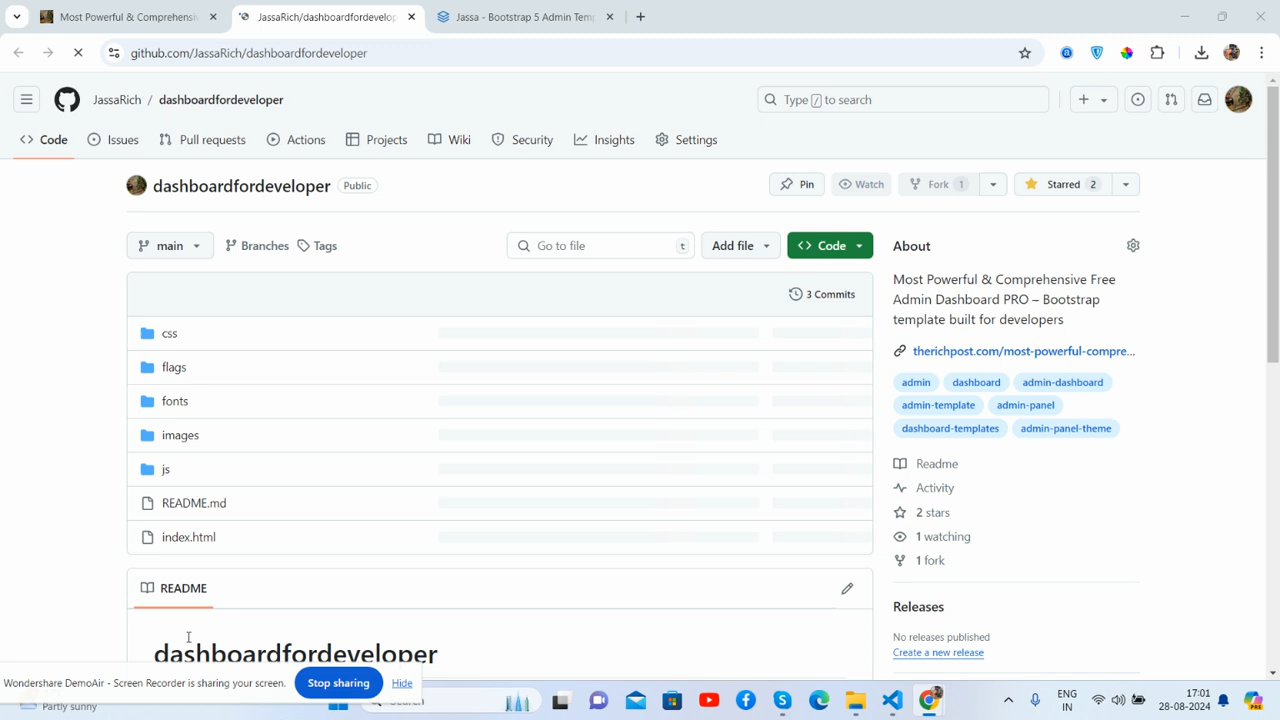 Most Powerful & Comprehensiv
JassaRich/dashboardfordevelop
Jassa - Bootstrap 5 Admin Temp
github.com/JassaRich/dashboardfordeveloper
JassaRich / dashboardfordeveloper
Type / to search
Code
Issues
Pull requests
Actions
Projects
Wiki
Security
Insights
Settings
dashboardfordeveloper
Public
Pin
Watch
Fork 1
Starred 2
main
Branches
Tags
Go to file
t
Add file
Code
About
3 Commits
Most Powerful & Comprehensive Free
Admin Dashboard PRO – Bootstrap
template built for developers
css
flags
fonts
images
js
README.md
index.html
therichpost.com/most-powerful-compre...
admin
dashboard
admin-dashboard
admin-template
admin-panel
dashboard-templates
admin-panel-theme
Readme
Activity
2 stars
1 watching
1 fork
README
Releases
No releases published
Create a new release
dashboardfordeveloper
Wondershare DemoAir - Screen Recorder is sharing your screen.
Stop sharing
Hide
Partly sunny
ENG
IN
17:01
28-08-2024